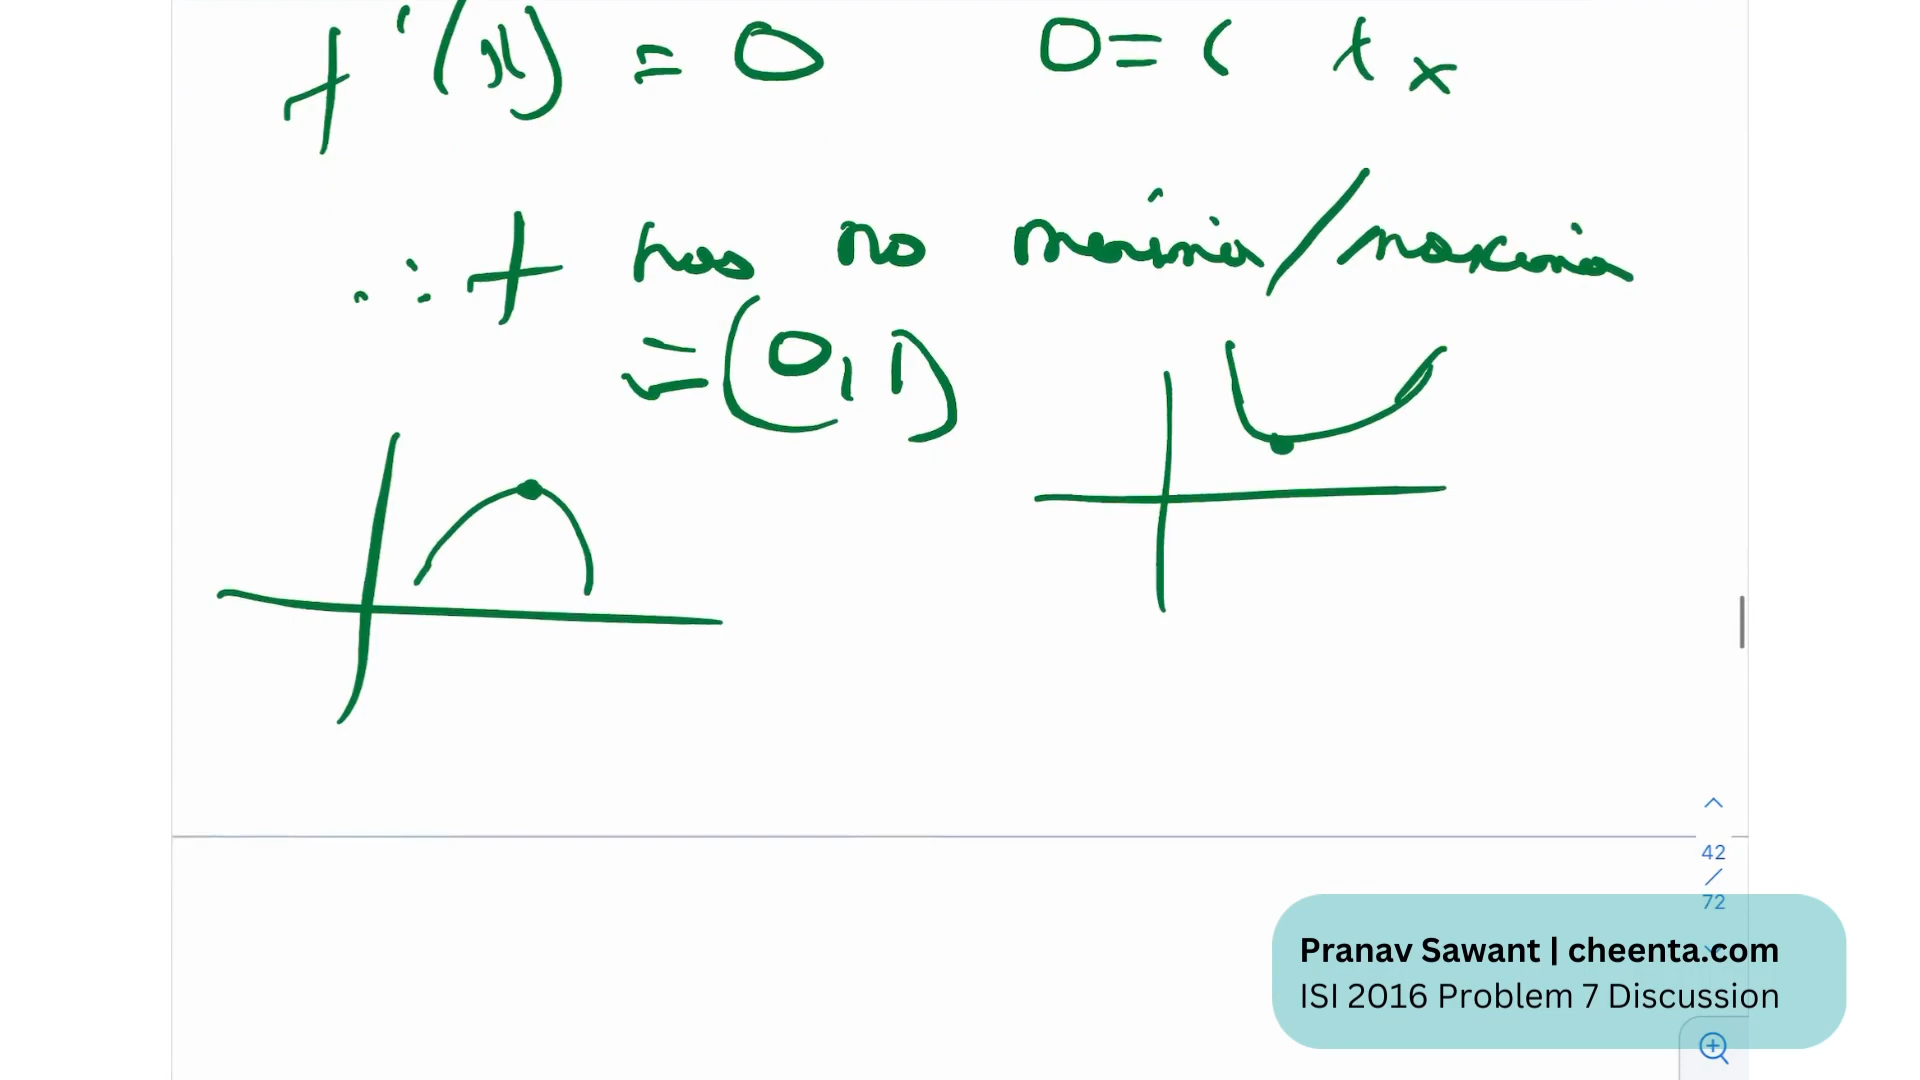 f'(x) = 0 0 = ( t x
∴ f has no minima/maxima
= (0,1)
42
/
72
Pranav Sawant | cheenta.com
ISI 2016 Problem 7 Discussion